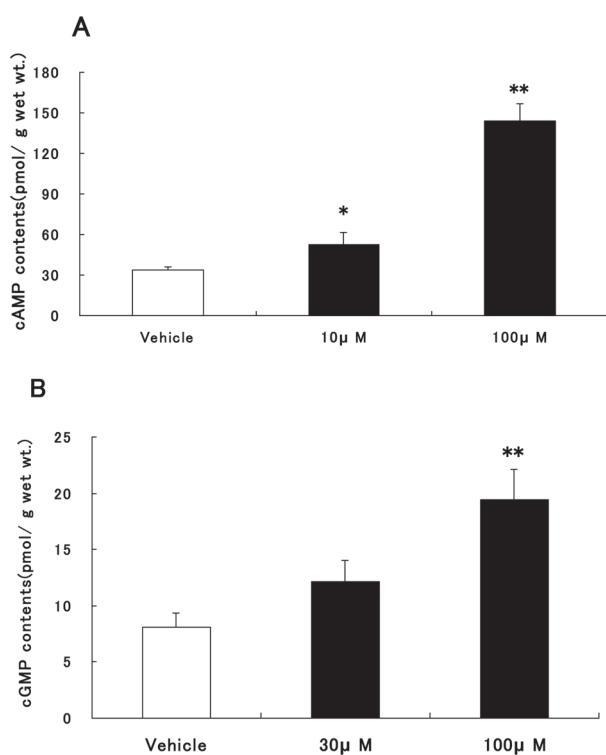 A
cAMP contents(pmol/ g wet wt.)
180
150
120
90
60
30
0
*
**
Vehicle
10μ M
100μ M
B
cGMP contents(pmol/ g wet wt.)
25
20
15
10
5
0
**
Vehicle
30μ M
100μ M